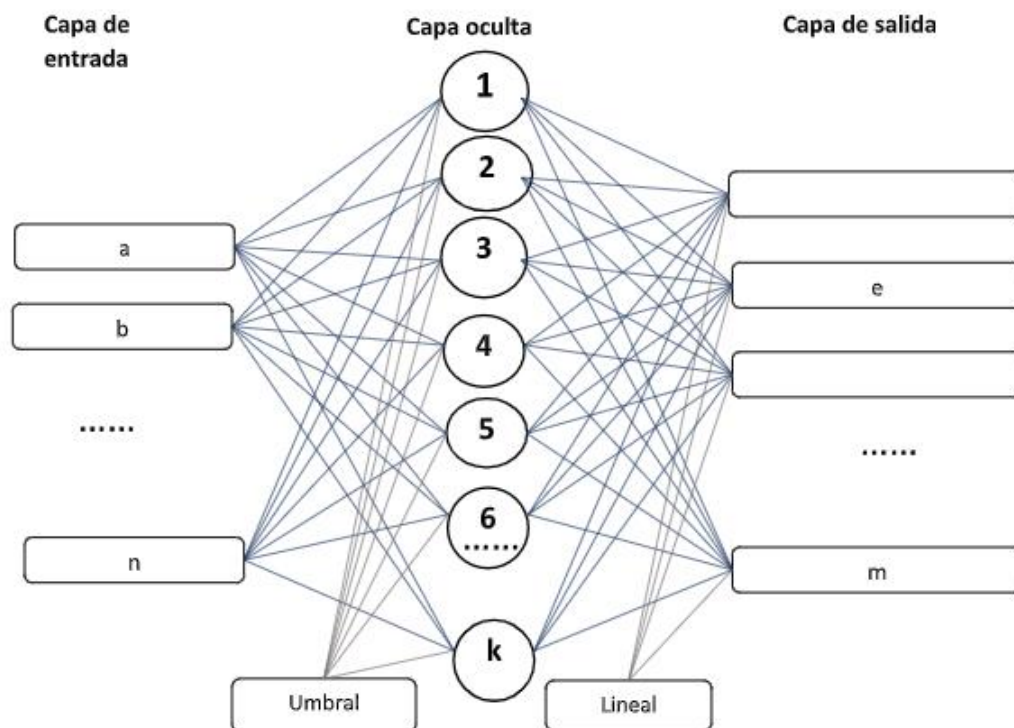 Capa de
entrada
Capa oculta
Capa de salida
1
2
3
4
5
6
......
k
a
b
......
n
e
......
m
Umbral
Lineal